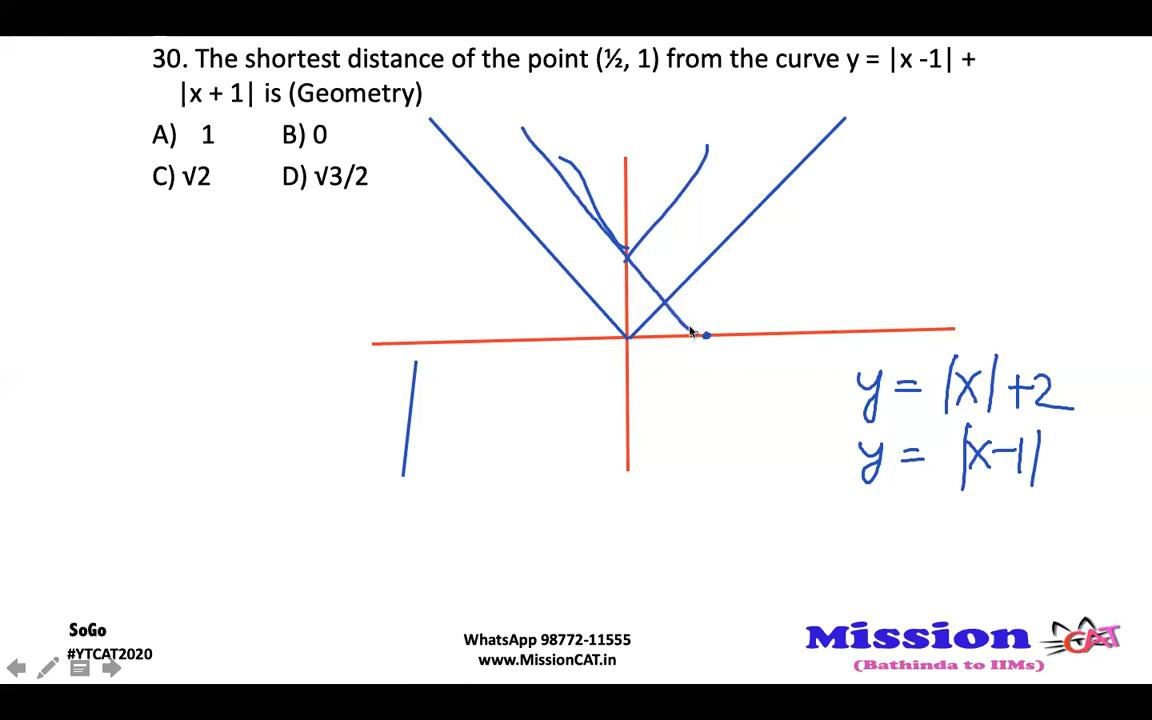 30. The shortest distance of the point (½, 1) from the curve y = |x -1| +
|x + 1| is (Geometry)
A) 1 B) 0
C) √2 D) √3/2
y = |x| +2
y = |x-1|
SoGo
#YTCAT2020
WhatsApp 98772-11555
www.MissionCAT.in
Mission CAT
(Bathinda to IIMs)